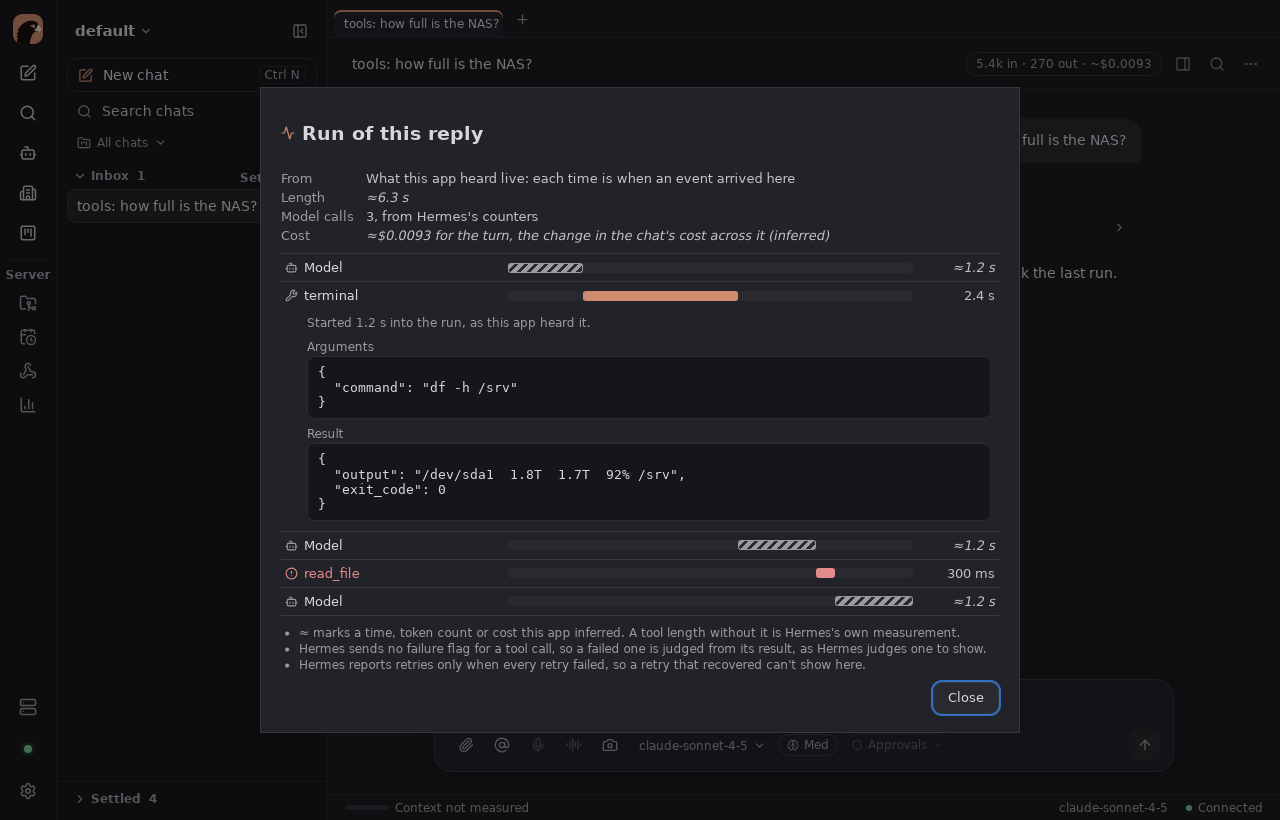 default
New chat
Ctrl N
Search chats
All chats
Inbox 1
Set
tools: how full is the NAS?
Server
Settled 4
tools: how full is the NAS?
tools: how full is the NAS?
5.4k in · 270 out · ~$0.0093
full is the NAS?
k the last run.
Run of this reply
From What this app heard live: each time is when an event arrived here
Length ≈6.3 s
Model calls 3, from Hermes's counters
Cost ≈$0.0093 for the turn, the change in the chat's cost across it (inferred)
Model ≈1.2 s
terminal 2.4 s
Started 1.2 s into the run, as this app heard it.
Arguments
{
"command": "df -h /srv"
}
Result
{
"output": "/dev/sda1  1.8T  1.7T  92% /srv",
"exit_code": 0
}
Model ≈1.2 s
read_file 300 ms
Model ≈1.2 s
• ≈ marks a time, token count or cost this app inferred. A tool length without it is Hermes's own measurement.
• Hermes sends no failure flag for a tool call, so a failed one is judged from its result, as Hermes judges one to show.
• Hermes reports retries only when every retry failed, so a retry that recovered can't show here.
Close
claude-sonnet-4-5
Med
Approvals
Context not measured
claude-sonnet-4-5
Connected